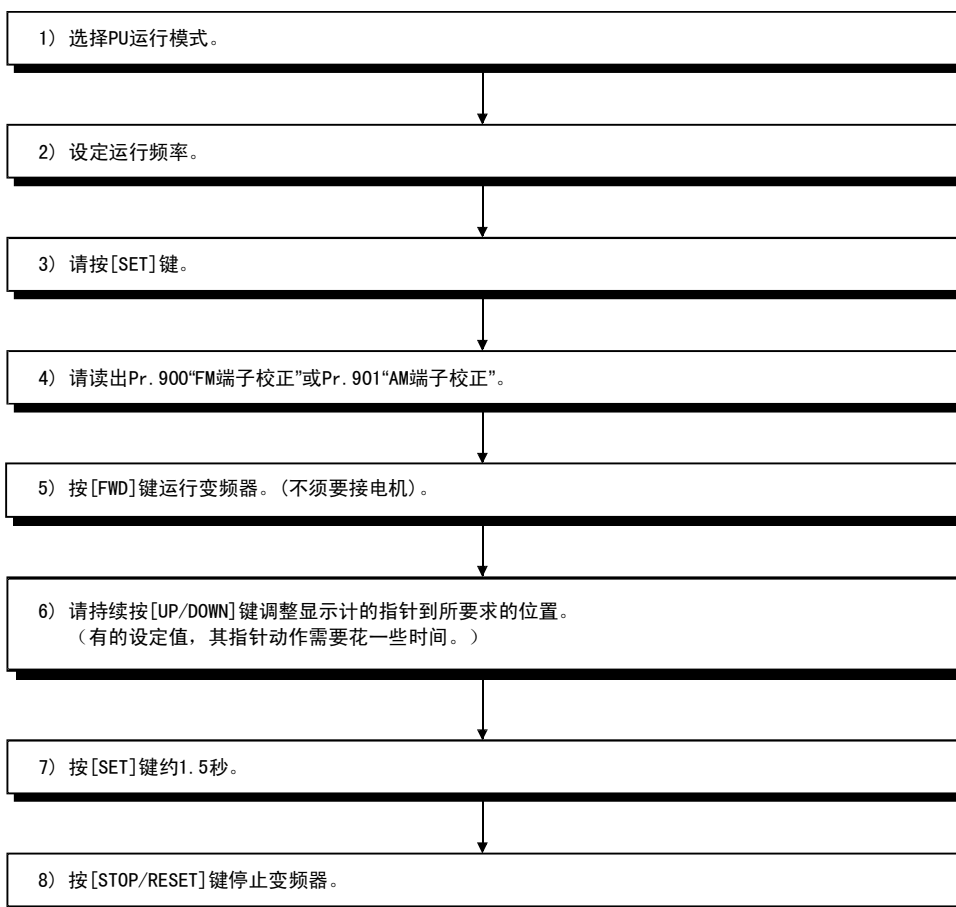 1) 选择PU运行模式。
2) 设定运行频率。
3) 请按[SET]键。
4) 请读出Pr.900“FM端子校正”或Pr.901“AM端子校正”。
5) 按[FWD]键运行变频器。(不须要接电机)。
6) 请持续按[UP/DOWN]键调整显示计的指针到所要求的位置。
（有的设定值，其指针动作需要花一些时间。）
7) 按[SET]键约1.5秒。
8) 按[STOP/RESET]键停止变频器。